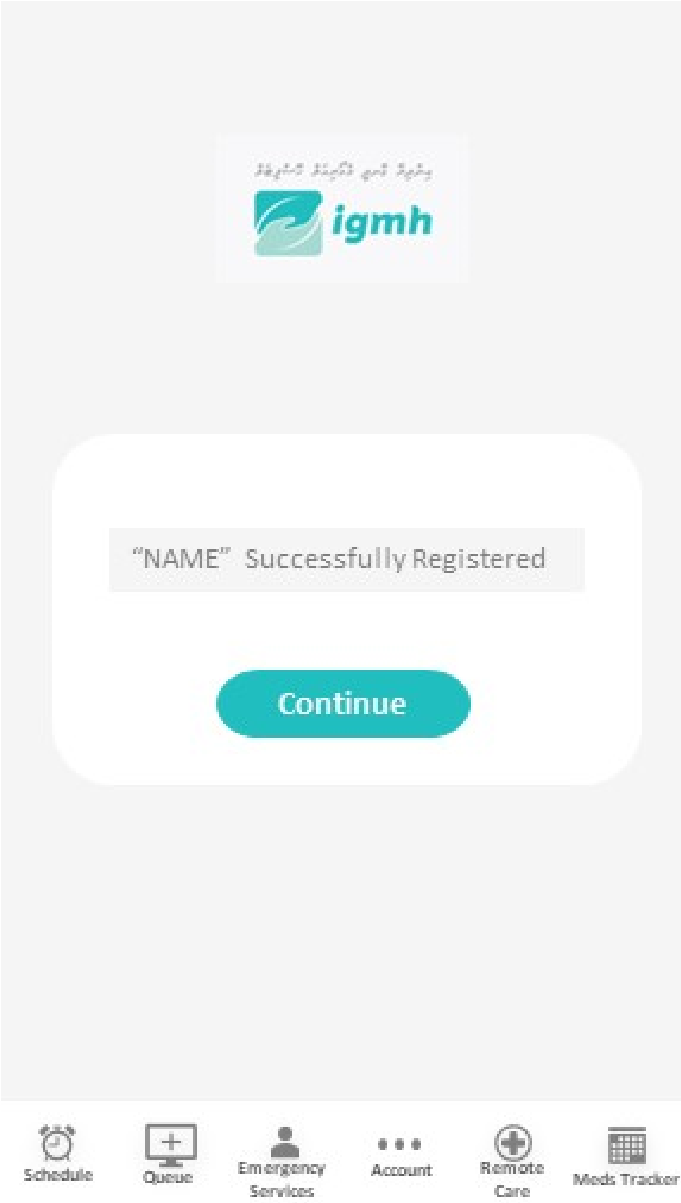 igmh
“NAME” Successfully Registered
Continue
Schedule
Queue
Emergency
Services
Account
Remote
Care
Meds Tracker